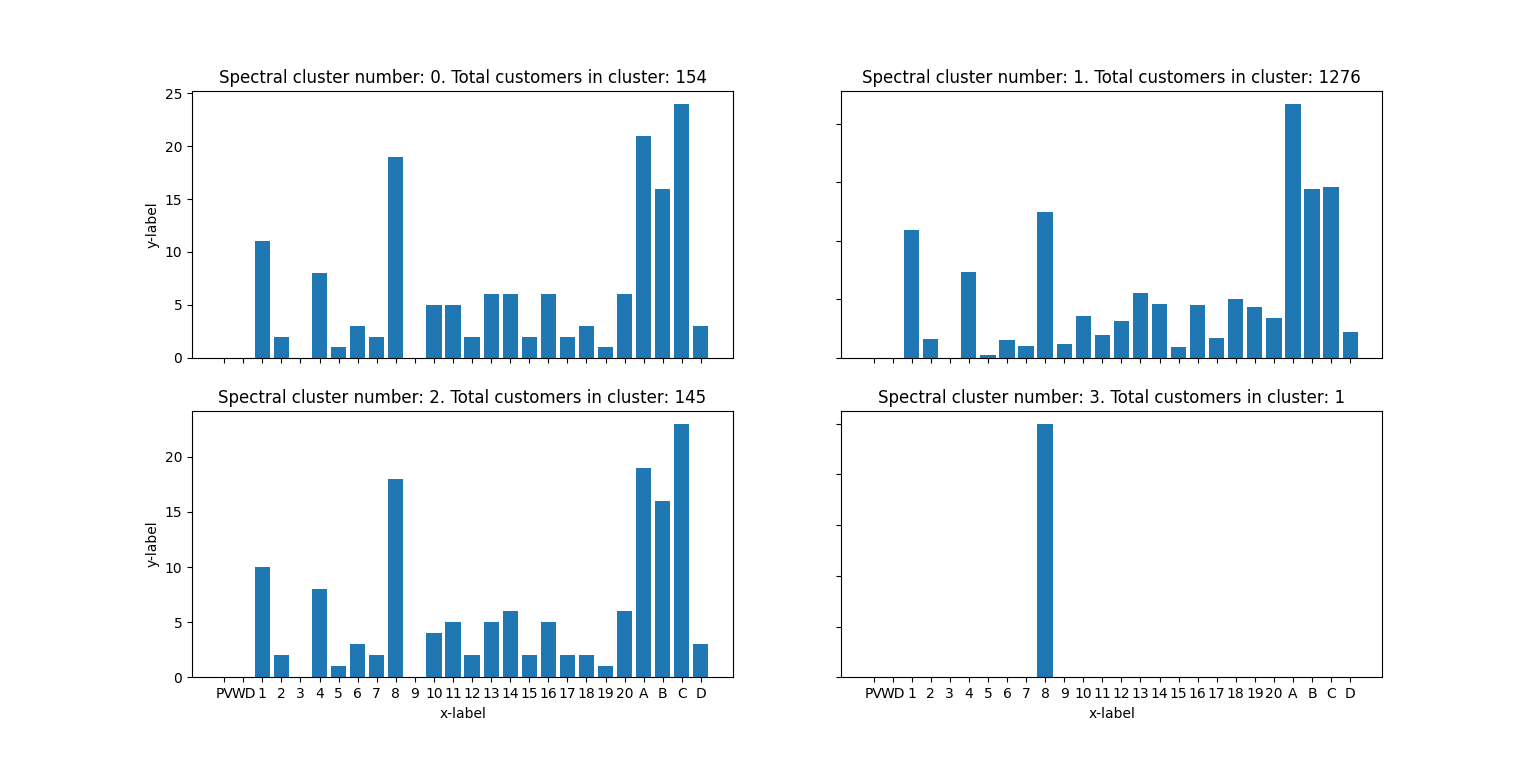 Spectral cluster number: 0. Total customers in cluster: 154
25
20
15
10
5
0
y-label
Spectral cluster number: 1. Total customers in cluster: 1276
Spectral cluster number: 2. Total customers in cluster: 145
20
15
10
5
0
y-label
PV WD 1 2 3 4 5 6 7 8 9 10 11 12 13 14 15 16 17 18 19 20 A B C D
x-label
Spectral cluster number: 3. Total customers in cluster: 1
PV WD 1 2 3 4 5 6 7 8 9 10 11 12 13 14 15 16 17 18 19 20 A B C D
x-label